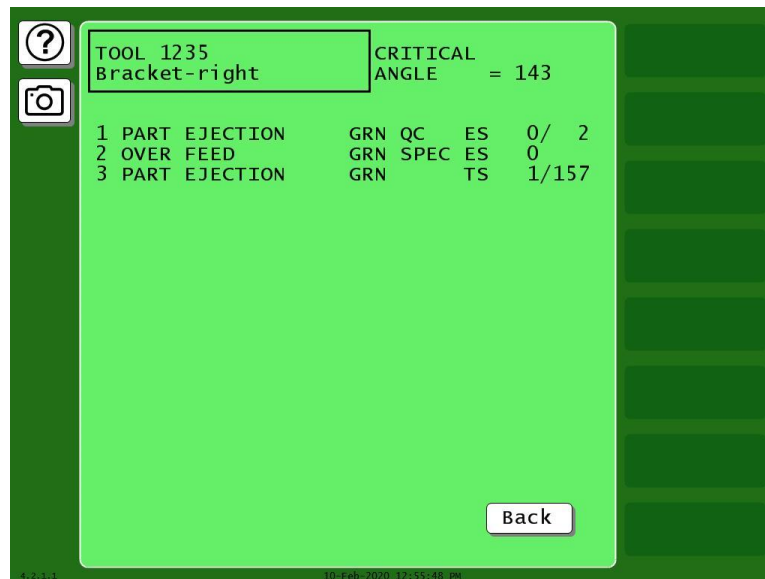 ?
TOOL 1235
Bracket-right
CRITICAL
ANGLE = 143
1 PART EJECTION GRN QC ES 0/ 2
2 OVER FEED GRN SPEC ES 0
3 PART EJECTION GRN TS 1/157
Back
4.2.1.1
10-Feb-2020 12:55:48 PM